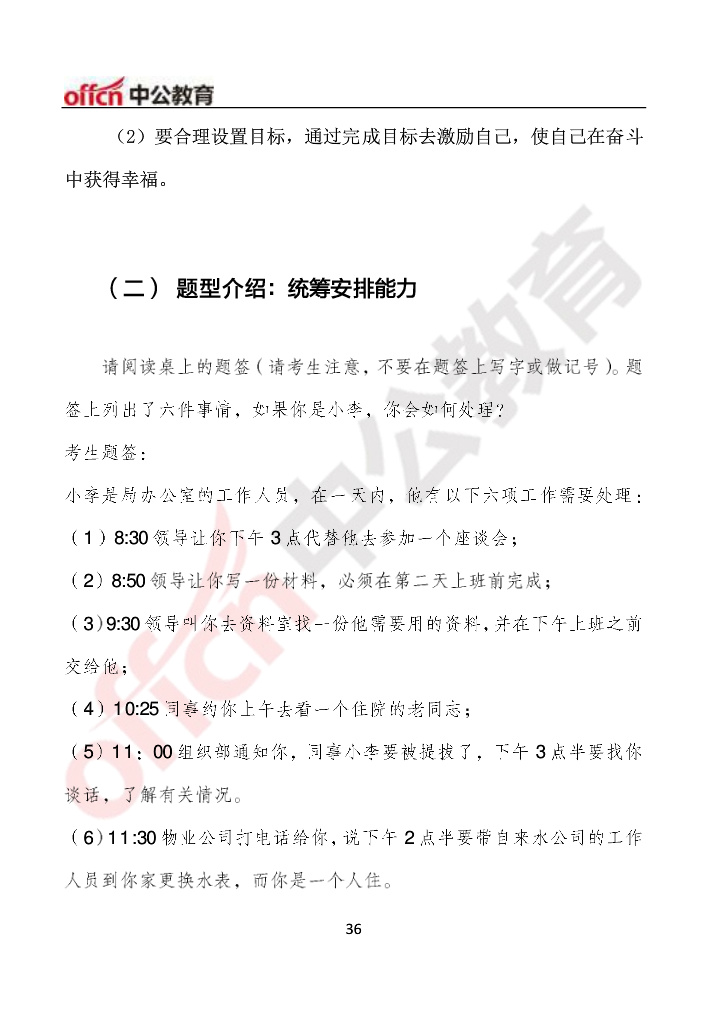 offcn 中公教育
（2）要合理设置目标，通过完成目标去激励自己，使自己在奋斗
中获得幸福。
（二） 题型介绍：统筹安排能力
请阅读桌上的题签（请考生注意，不要在题签上写字或做记号）。题
签上列出了六件事情，如果你是小李，你会如何处理？
考生题签：
小李是局办公室的工作人员，在一天内，他有以下六项工作需要处理：
（1）8:30 领导让你下午 3 点代替他去参加一个座谈会；
（2）8:50 领导让你写一份材料，必须在第二天上班前完成；
（3）9:30 领导叫你去资料室找一份他需要用的资料，并在下午上班之前
交给他；
（4）10:25 同事约你上午去看一个住院的老同志；
（5）11：00 组织部通知你，同事小李要被提拔了，下午 3 点半要找你
谈话，了解有关情况。
（6）11:30 物业公司打电话给你，说下午 2 点半要带自来水公司的工作
人员到你家更换水表，而你是一个人住。
36
offcn 中公教育